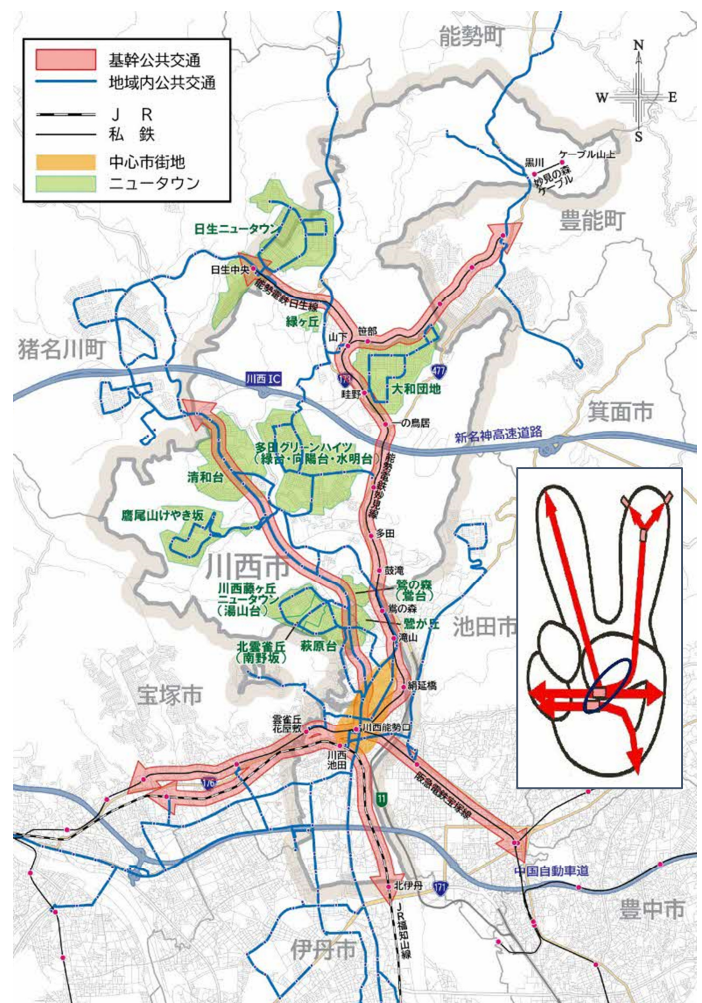 基幹公共交通
地域内公共交通
ＪＲ
私鉄
中心市街地
ニュータウン
能勢町
N
W
E
S
黒川
ケーブル山上
妙見の森
ケーブル
豊能町
日生ニュータウン
日生中央
能勢電鉄日生線
緑ヶ丘
山下
笹部
猪名川町
川西IC
173
477
大和団地
畦野
一の鳥居
新名神高速道路
箕面市
多田グリーンハイツ
（緑台・向陽台・水明台）
清和台
能勢電鉄妙見線
鷹尾山けやき坂
多田
川西市
鼓滝
川西藤ヶ丘
ニュータウン
（湯山台）
鶯の森
（鶯台）
鶯の森
鶯が丘
池田市
北雲雀丘
（南野坂）
萩原台
滝山
宝塚市
絹延橋
雲雀丘
花屋敷
川西能勢口
川西
池田
176
阪急電鉄宝塚線
11
中国自動車道
北伊丹
171
豊中市
JR福知山線
伊丹市